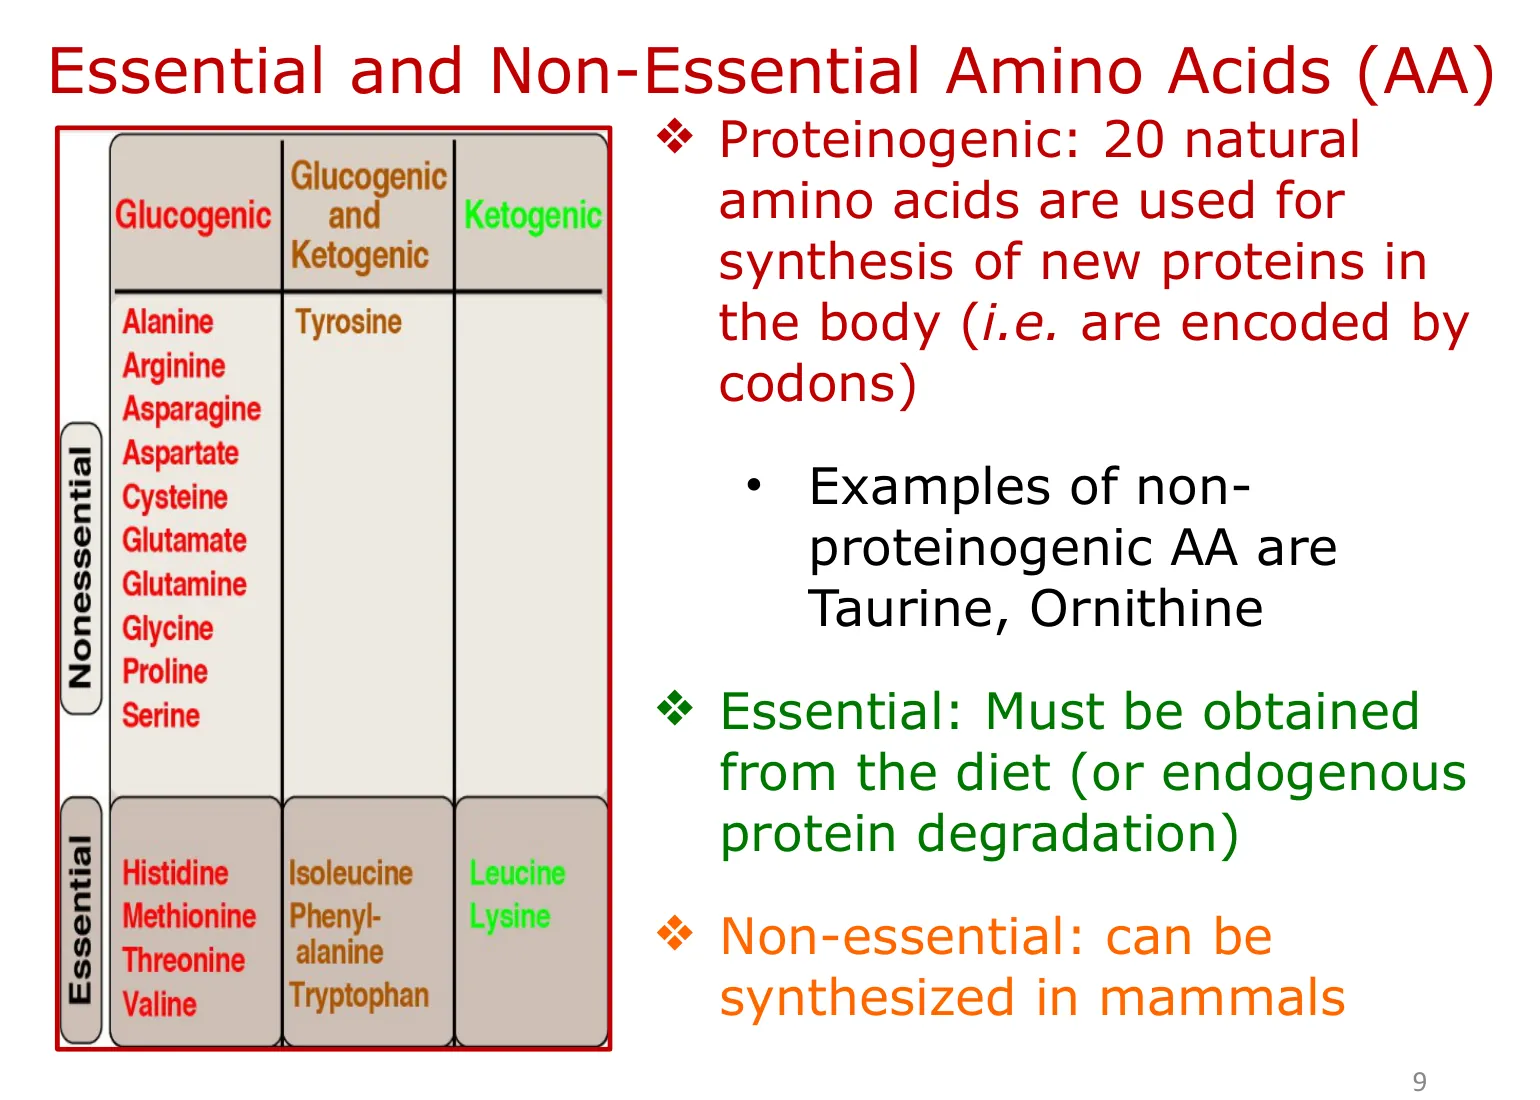 Essential and Non-Essential Amino Acids (AA)
Glucogenic
Glucogenic
and
Ketogenic
Ketogenic
Nonessential
Alanine
Arginine
Asparagine
Aspartate
Cysteine
Glutamate
Glutamine
Glycine
Proline
Serine
Tyrosine
Essential
Histidine
Methionine
Threonine
Valine
Isoleucine
Phenyl-
alanine
Tryptophan
Leucine
Lysine
❖ Proteinogenic: 20 natural
amino acids are used for
synthesis of new proteins in
the body (i.e. are encoded by
codons)
• Examples of non-
proteinogenic AA are
Taurine, Ornithine
❖ Essential: Must be obtained
from the diet (or endogenous
protein degradation)
❖ Non-essential: can be
synthesized in mammals
9